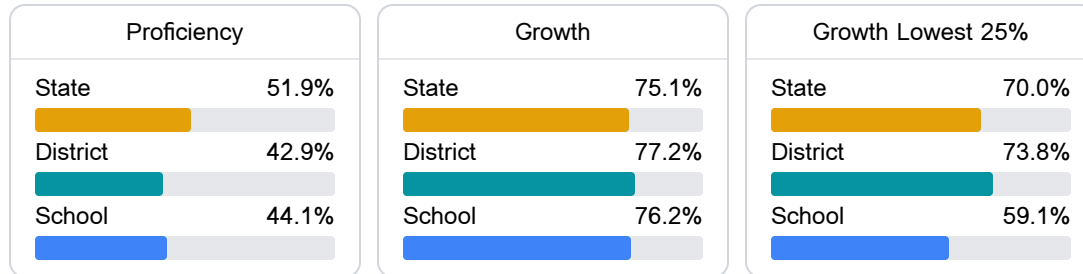 Proficiency
State 51.9%
District 42.9%
School 44.1%
Growth
State 75.1%
District 77.2%
School 76.2%
Growth Lowest 25%
State 70.0%
District 73.8%
School 59.1%